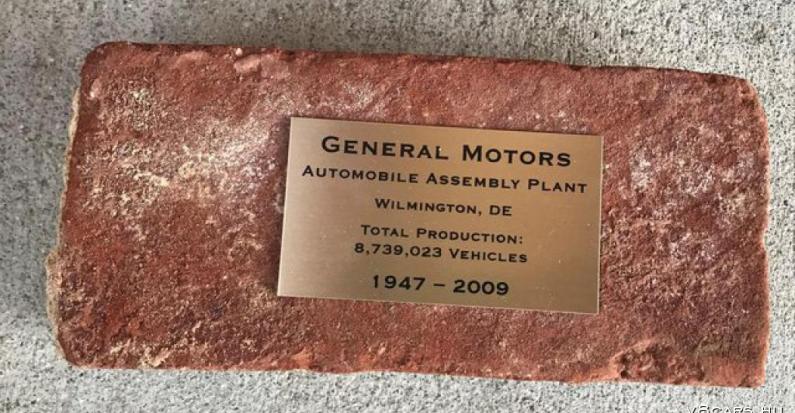 GENERAL MOTORS
AUTOMOBILE ASSEMBLY PLANT
WILMINGTON, DE
TOTAL PRODUCTION:
8,739,023 VEHICLES
1947 – 2009